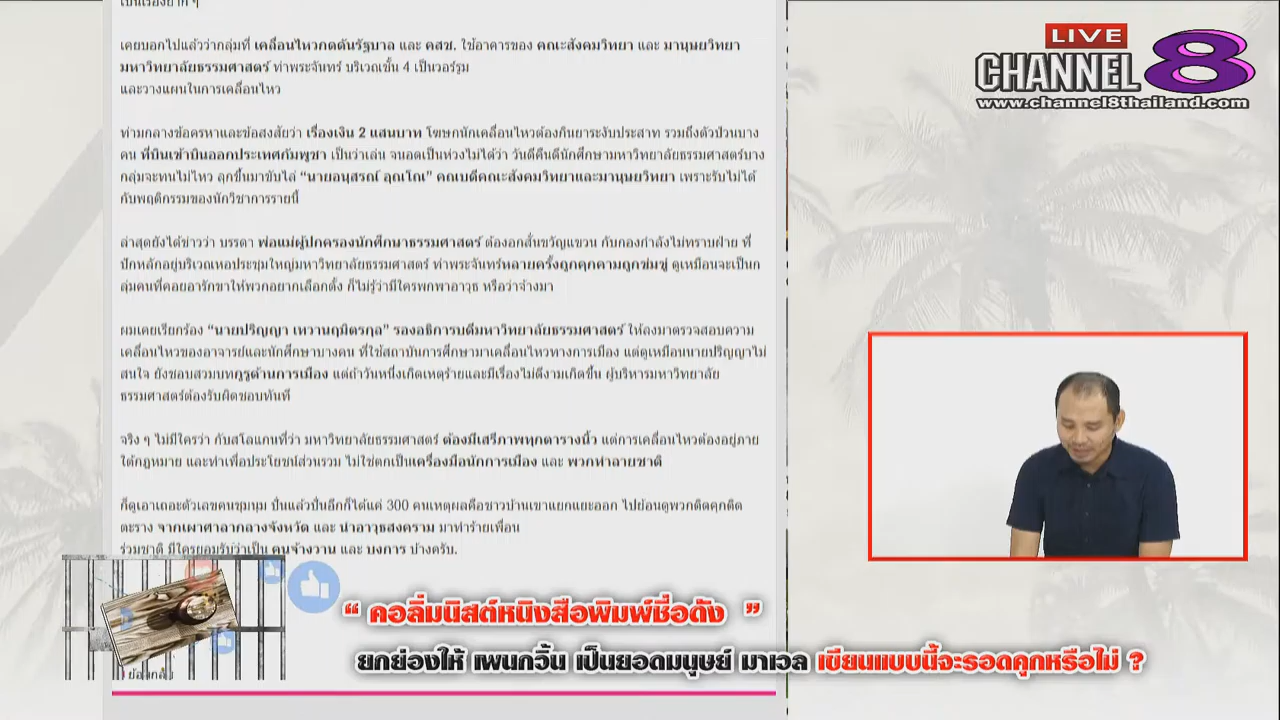 เป็นเรื่องยาก ๆ
เคยบอกไปแล้วว่ากลุ่มที่ เคลื่อนไหวกดดันรัฐบาล และ คสช. ใช้อาคารของ คณะสังคมวิทยา และ มานุษยวิทยา
มหาวิทยาลัยธรรมศาสตร์ ท่าพระจันทร์ บริเวณชั้น 4 เป็นวอร์รูม
และวางแผนในการเคลื่อนไหว
ท่ามกลางข้อครหาและข้อสงสัยว่า เรื่องเงิน 2 แสนบาท โฆษกนักเคลื่อนไหวต้องกินยาระงับประสาท รวมถึงตัวป่วนบาง
คน ที่บินเข้าบินออกประเทศกัมพูชา เป็นว่าเล่น จนอดเป็นห่วงไม่ได้ว่า วันดีคืนดีนักศึกษามหาวิทยาลัยธรรมศาสตร์บาง
กลุ่มจะทนไม่ไหว ลุกขึ้นมาขับไล่ “นายอนุสรณ์ อุณโณ” คณบดีคณะสังคมวิทยาและมานุษยวิทยา เพราะรับไม่ได้
กับพฤติกรรมของนักวิชาการรายนี้
ล่าสุดยังได้ข่าวว่า บรรดา พ่อแม่ผู้ปกครองนักศึกษาธรรมศาสตร์ ต้องอกสั่นขวัญแขวน กับกองกำลังไม่ทราบฝ่าย ที่
ปักหลักอยู่บริเวณหอประชุมใหญ่มหาวิทยาลัยธรรมศาสตร์ ท่าพระจันทร์หลายครั้งถูกคุกคามถูกข่มขู่ ดูเหมือนจะเป็นก
ลุ่มคนที่คอยอารักขาให้พวกอยากเลือกตั้ง ก็ไม่รู้ว่ามีใครพกพาอาวุธ หรือว่าจ้างมา
ผมเคยเรียกร้อง “นายปริญญา เทวานฤมิตรกุล” รองอธิการบดีมหาวิทยาลัยธรรมศาสตร์ ให้ลงมาตรวจสอบความ
เคลื่อนไหวของอาจารย์และนักศึกษาบางคน ที่ใช้สถาบันการศึกษามาเคลื่อนไหวทางการเมือง แต่ดูเหมือนนายปริญญาไม่
สนใจ ยังชอบสวมบทกูรูด้านการเมือง แต่ถ้าวันหนึ่งเกิดเหตุร้ายและมีเรื่องไม่ดีงามเกิดขึ้น ผู้บริหารมหาวิทยาลัย
ธรรมศาสตร์ต้องรับผิดชอบทันที
จริง ๆ ไม่มีใครว่า กับสโลแกนที่ว่า มหาวิทยาลัยธรรมศาสตร์ ต้องมีเสรีภาพทุกตารางนิ้ว แต่การเคลื่อนไหวต้องอยู่ภาย
ใต้กฎหมาย และทำเพื่อประโยชน์ส่วนรวม ไม่ใช่ตกเป็นเครื่องมือนักการเมือง และ พวกทำลายชาติ
ก็ดูเอาเถอะตัวเลขคนชุมนุม ปั่นแล้วปั่นอีกก็ได้แค่ 300 คนเหตุผลคือชาวบ้านเขาแยกแยะออก ไปย้อนดูพวกติดคุกติด
ตะราง จากเผาศาลากลางจังหวัด และ นำอาวุธสงคราม มาทำร้ายเพื่อน
ร่วมชาติ มีใครยอมรับว่าเป็น คนจ้างวาน และ บงการ บ้างครับ.
LIVE
CHANNEL 8
www.channel8thailand.com
“ คอลัมนิสต์หนังสือพิมพ์ชื่อดัง ”
ยกย่องให้ เพนกวิ้น เป็นยอดมนุษย์ มาเวล เขียนแบบนี้จะรอดคุกหรือไม่ ?